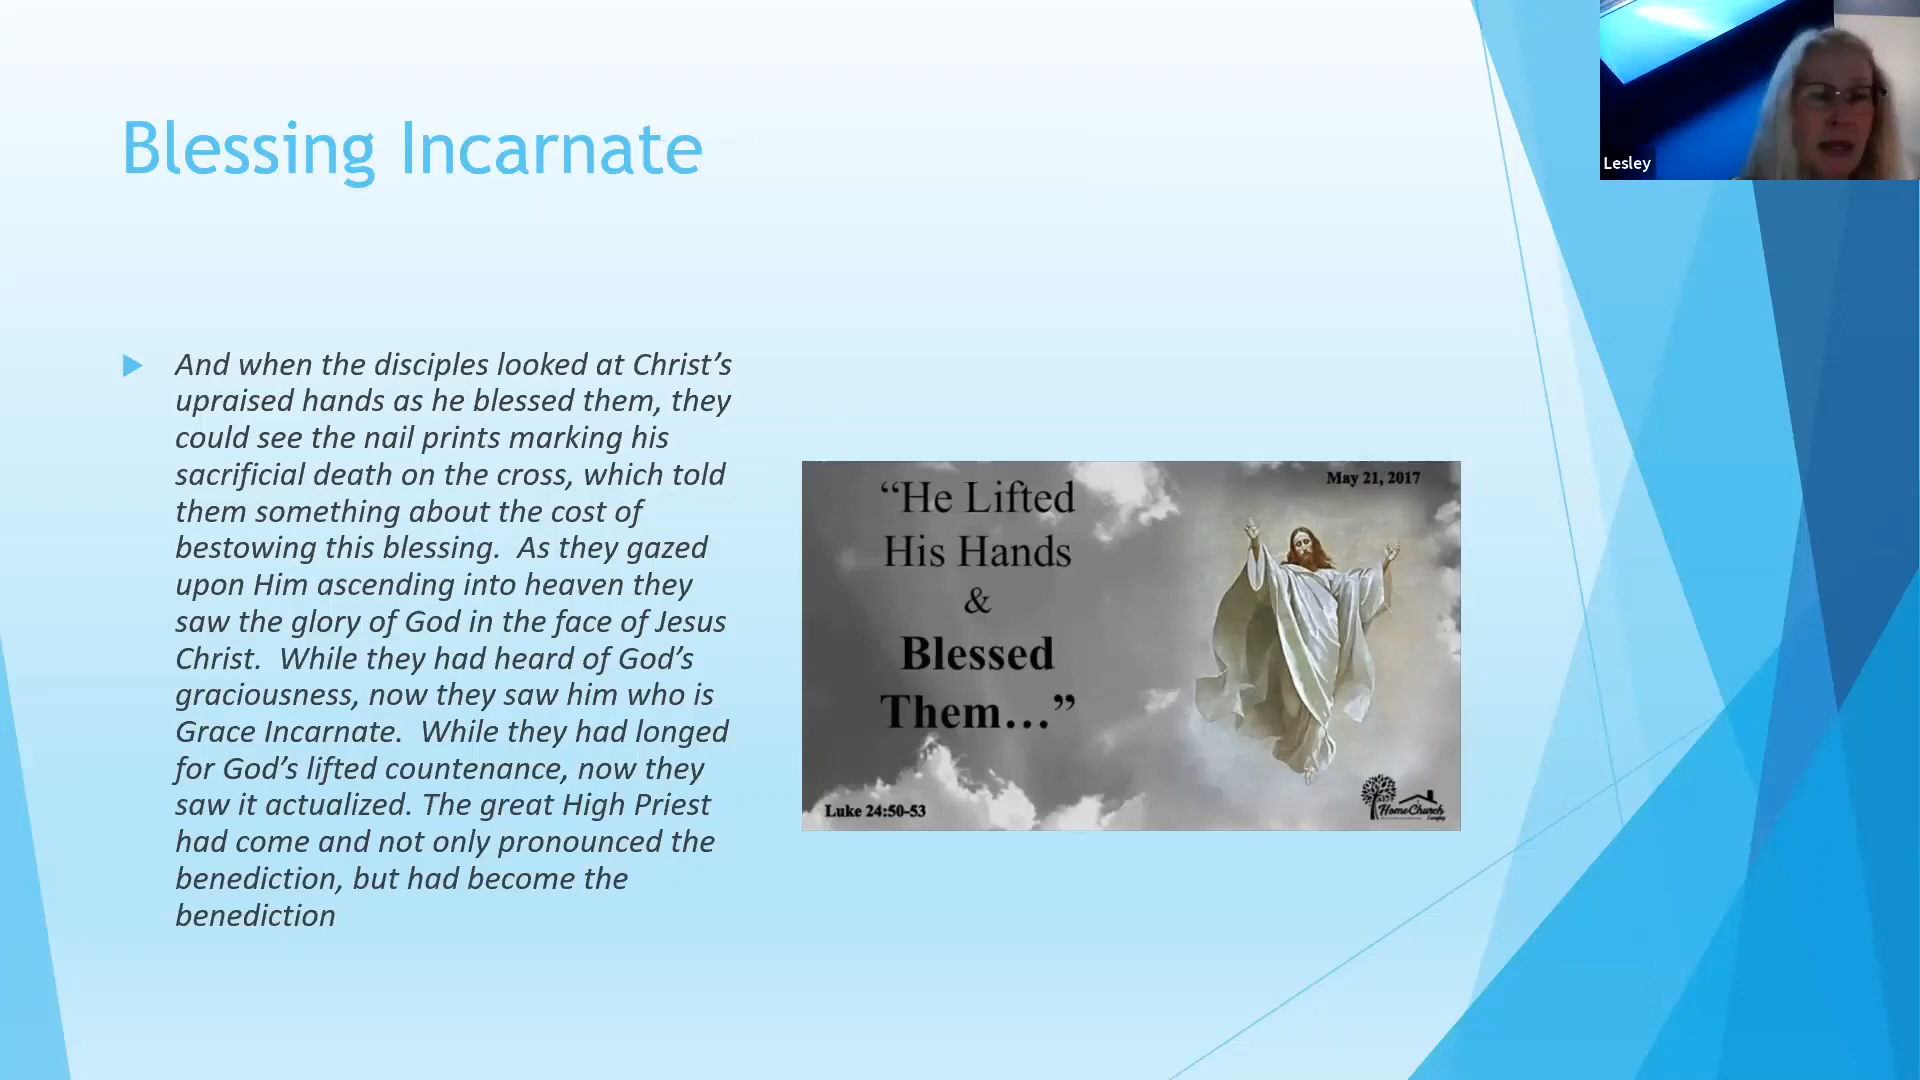 Blessing Incarnate
And when the disciples looked at Christ’s
upraised hands as he blessed them, they
could see the nail prints marking his
sacrificial death on the cross, which told
them something about the cost of
bestowing this blessing.  As they gazed
upon Him ascending into heaven they
saw the glory of God in the face of Jesus
Christ.  While they had heard of God’s
graciousness, now they saw him who is
Grace Incarnate.  While they had longed
for God’s lifted countenance, now they
saw it actualized. The great High Priest
had come and not only pronounced the
benediction, but had become the
benediction
“He Lifted
His Hands
&
Blessed
Them…”
May 21, 2017
Luke 24:50-53
HomeChurch
Lesley